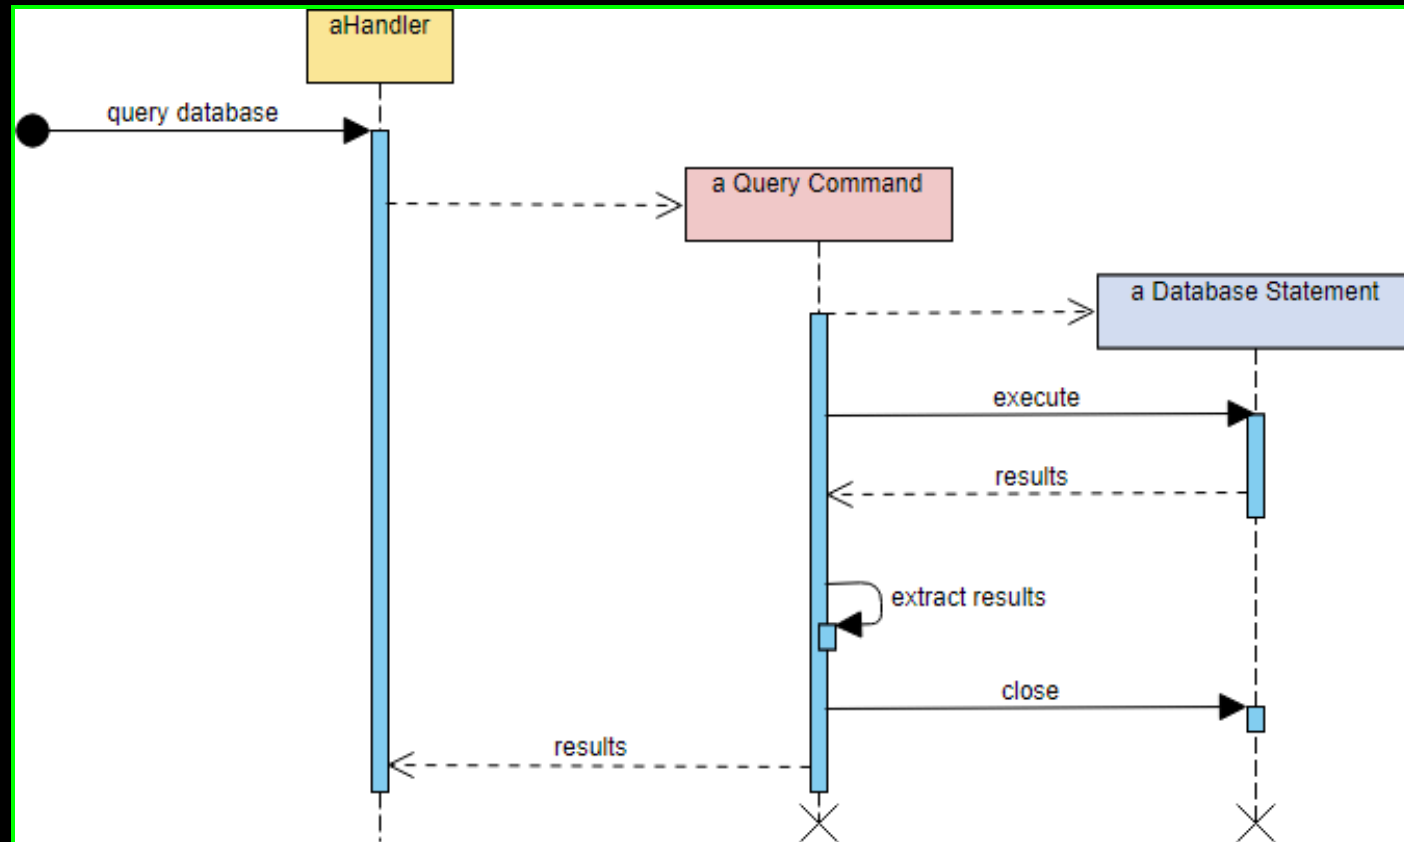 aHandler
query database
a Query Command
a Database Statement
execute
results
extract results
close
results